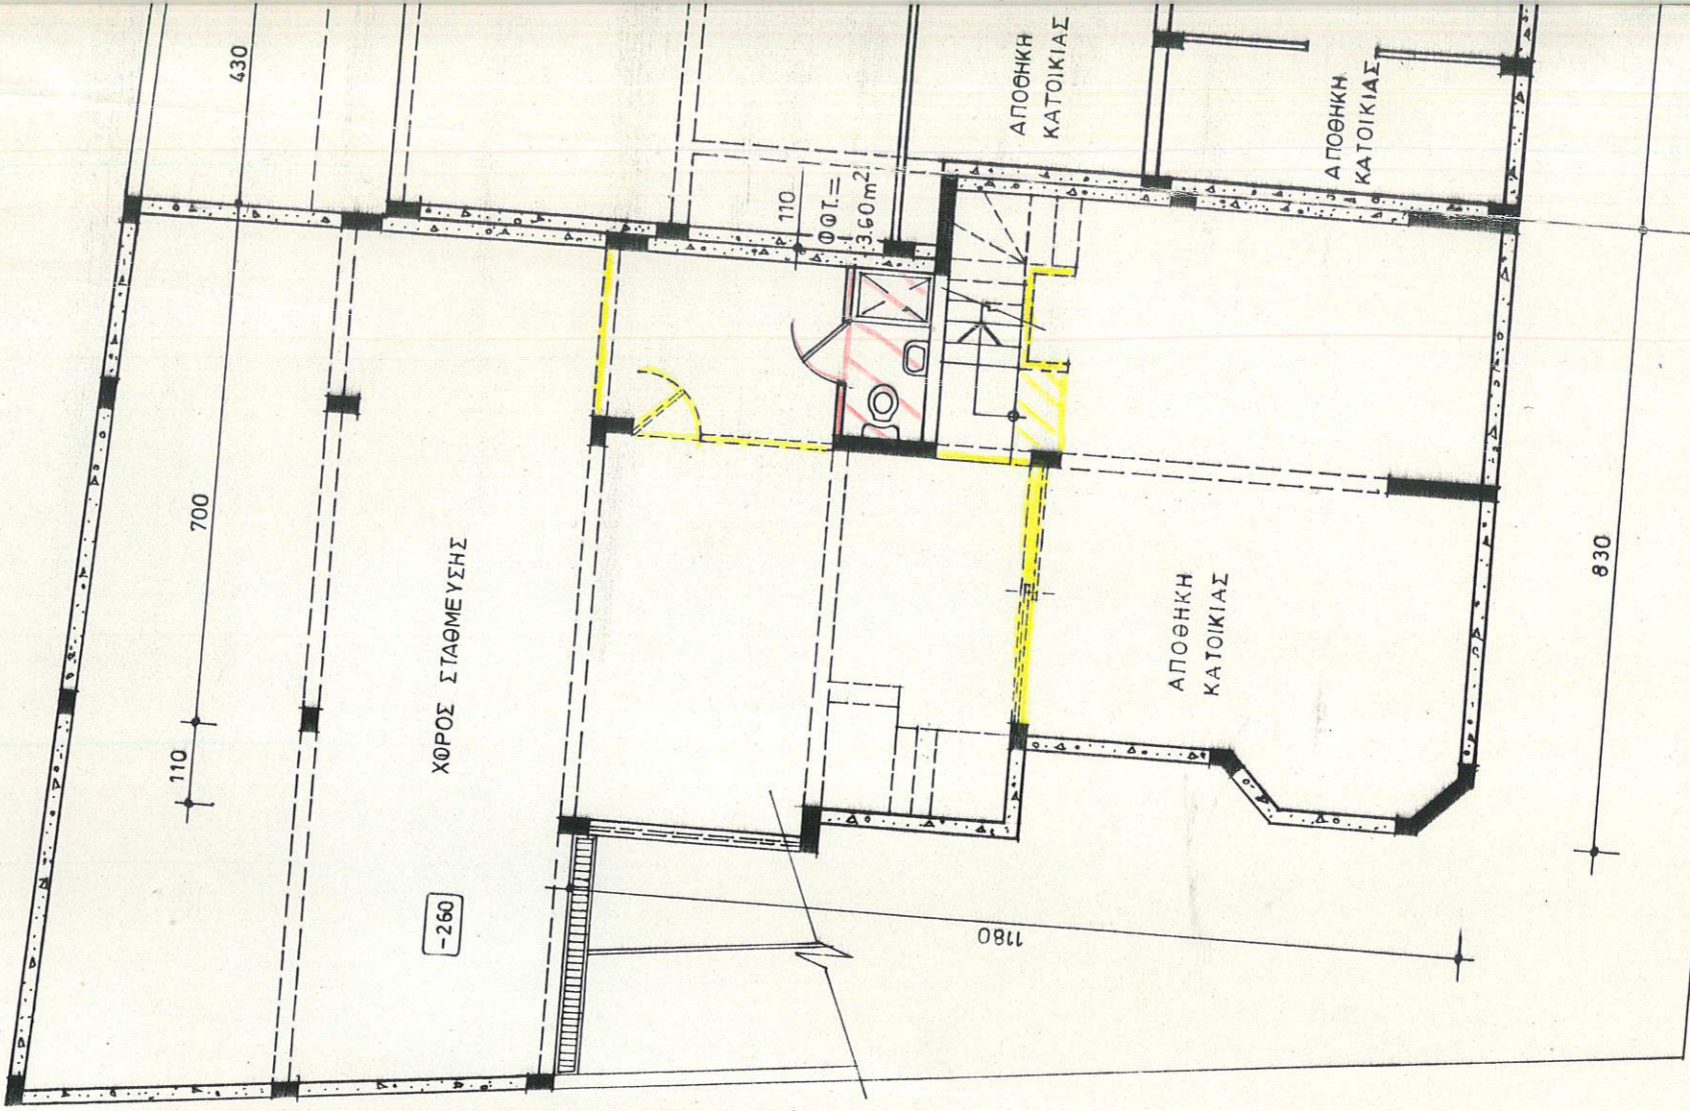 430
ΑΠΟΘΗΚΗ
ΚΑΤΟΙΚΙΑΣ
ΑΠΟΘΗΚΗ
ΚΑΤΟΙΚΙΑΣ
110
ΦΩΤ.=
3.60m²
700
ΧΩΡΟΣ ΣΤΑΘΜΕΥΣΗΣ
110
ΑΠΟΘΗΚΗ
ΚΑΤΟΙΚΙΑΣ
830
-260
1180